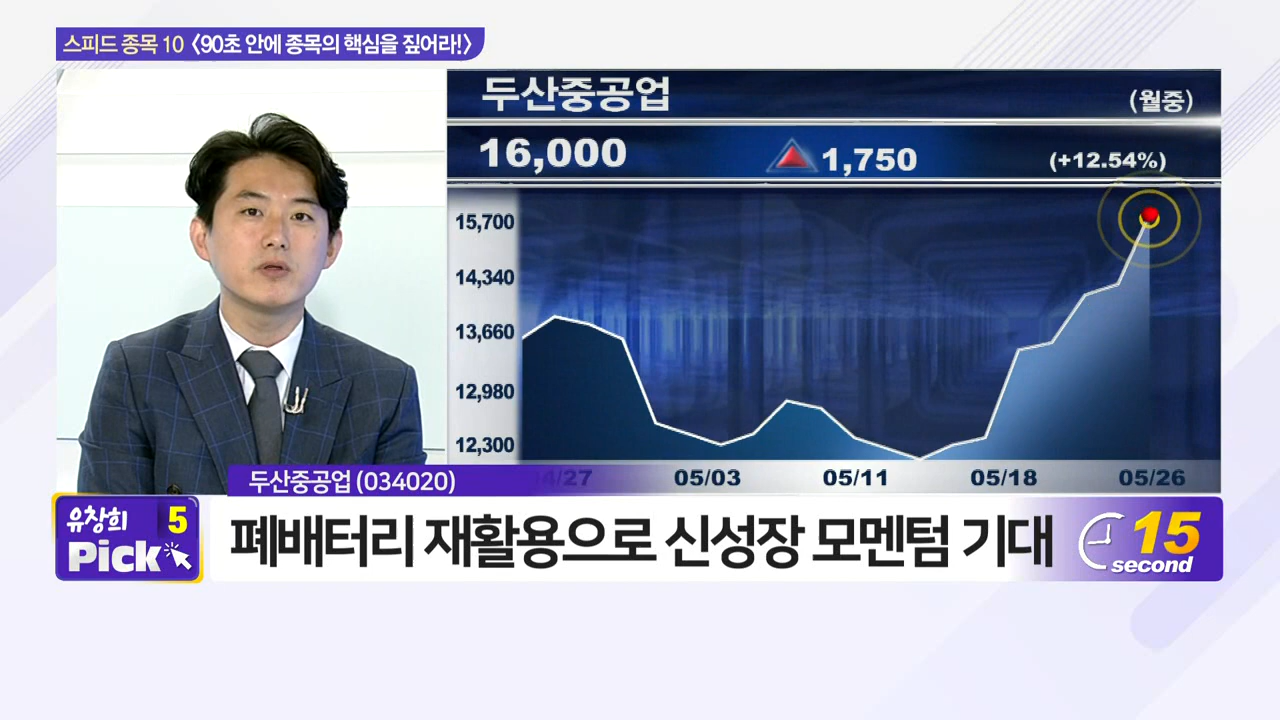 스피드 종목 10 〈90초 안에 종목의 핵심을 짚어라!〉
두산중공업 (월중)
16,000 ▲ 1,750 (+12.54%)
15,700
14,340
13,660
12,980
12,300
4/27 05/03 05/11 05/18 05/26
두산중공업 (034020)
유창희 5
Pick
폐배터리 재활용으로 신성장 모멘텀 기대
15
second